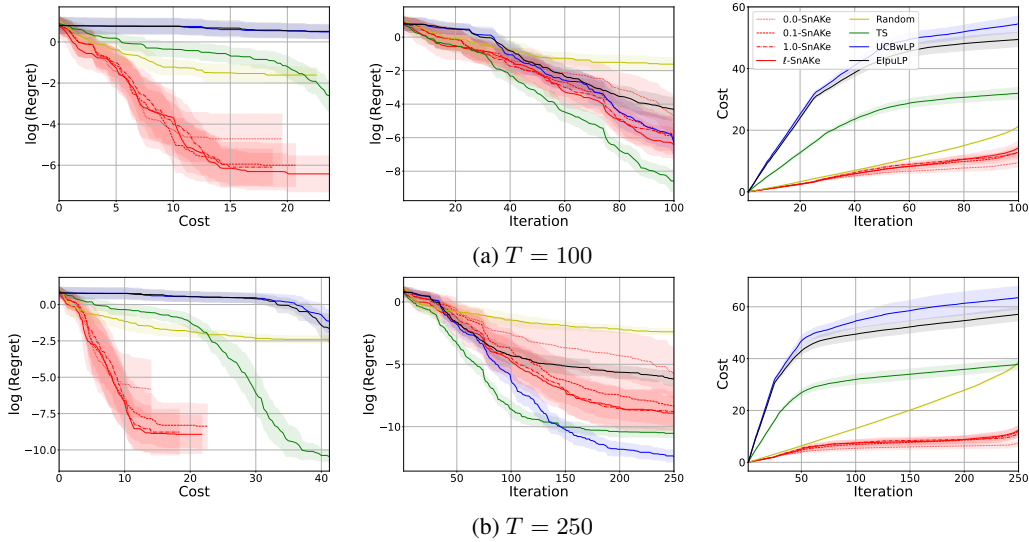 0
−2
−4
−6
log(Regret)
0 5 10 15 20
Cost
0
−2
−4
−6
−8
log(Regret)
20 40 60 80 100
Iteration
60
40
20
0
Cost
0.0-SnAKe
0.1-SnAKe
1.0-SnAKe
ℓ-SnAKe
Random
TS
UCBwLP
EIpuLP
20 40 60 80 100
Iteration
(a) T = 100
0.0
−2.5
−5.0
−7.5
−10.0
log(Regret)
0 10 20 30 40
Cost
0
−5
−10
log(Regret)
50 100 150 200 250
Iteration
60
40
20
0
Cost
50 100 150 200 250
Iteration
(b) T = 250